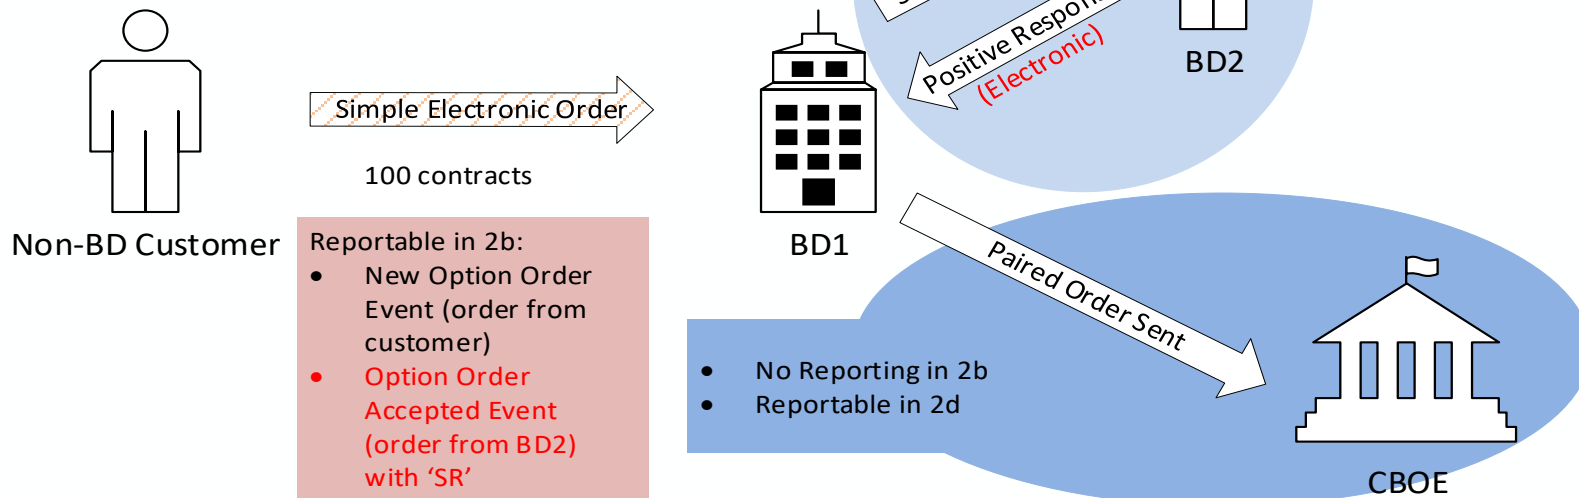 Positive Respon
(Electronic)
BD2
Simple Electronic Order
100 contracts
Non-BD Customer
BD1
Reportable in 2b:
• New Option Order
Event (order from
customer)
• Option Order
Accepted Event
(order from BD2)
with ‘SR’
Paired Order Sent
• No Reporting in 2b
• Reportable in 2d
CBOE